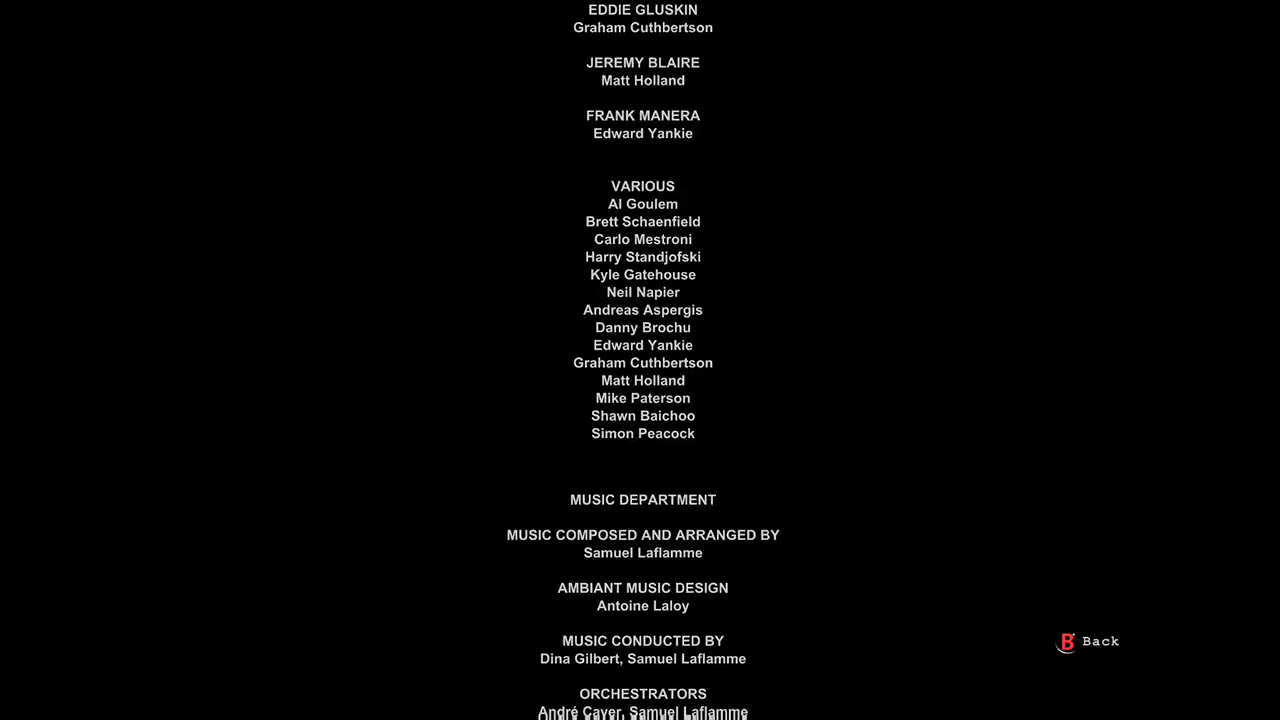 EDDIE GLUSKIN
Graham Cuthbertson
JEREMY BLAIRE
Matt Holland
FRANK MANERA
Edward Yankie
VARIOUS
Al Goulem
Brett Schaenfield
Carlo Mestroni
Harry Standjofski
Kyle Gatehouse
Neil Napier
Andreas Aspergis
Danny Brochu
Edward Yankie
Graham Cuthbertson
Matt Holland
Mike Paterson
Shawn Baichoo
Simon Peacock
MUSIC DEPARTMENT
MUSIC COMPOSED AND ARRANGED BY
Samuel Laflamme
AMBIANT MUSIC DESIGN
Antoine Laloy
MUSIC CONDUCTED BY
Dina Gilbert, Samuel Laflamme
B Back
ORCHESTRATORS
André Cayer, Samuel Laflamme